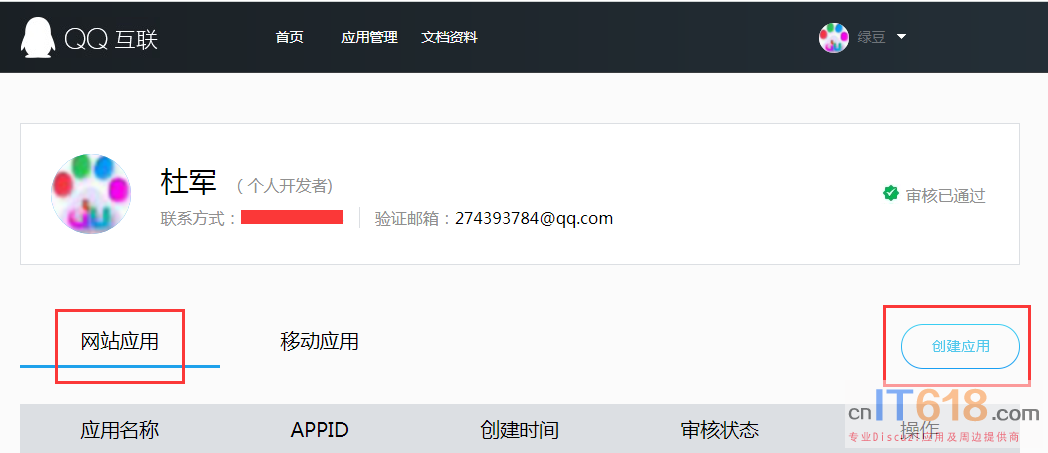 QQ 互联 首页 应用管理 文档资料 绿豆
杜军 ( 个人开发者)
审核已通过
联系方式： 验证邮箱：274393784@qq.com
网站应用 移动应用 创建应用
应用名称 APPID 创建时间 审核状态 操作
cnIT618.com
专业Discuz!应用及周边提供商